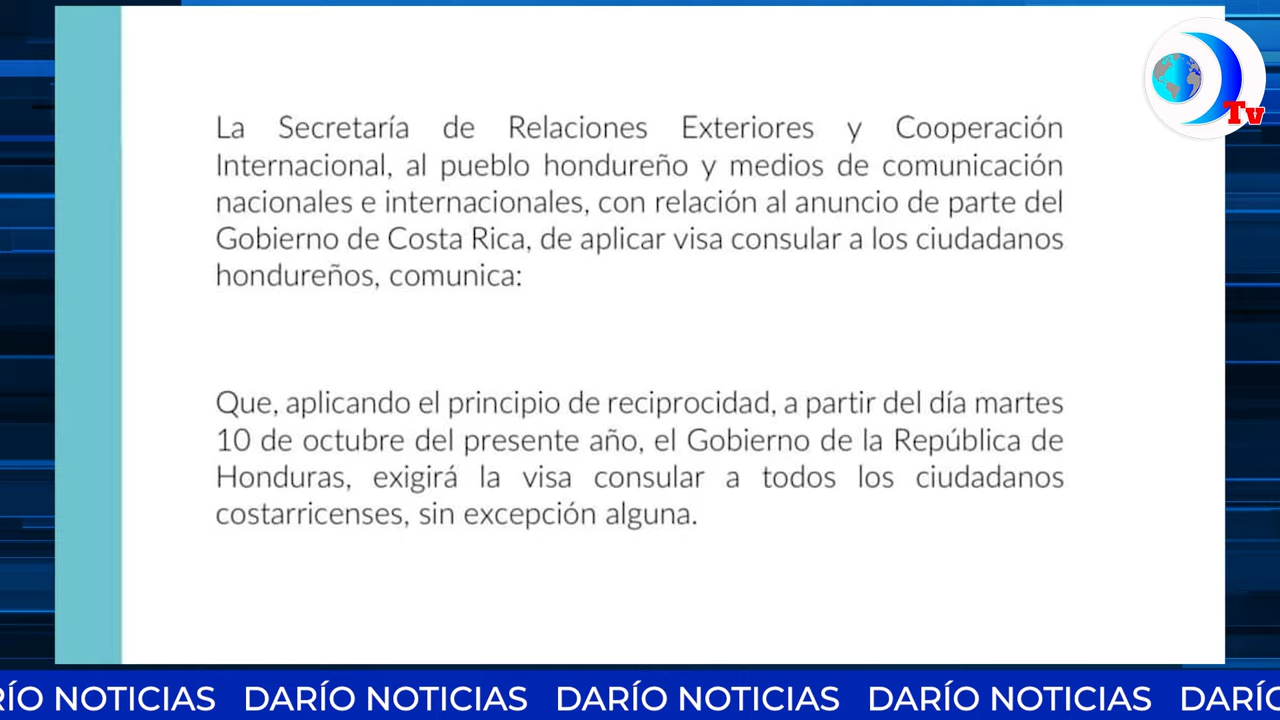 Tv
La Secretaría de Relaciones Exteriores y Cooperación
Internacional, al pueblo hondureño y medios de comunicación
nacionales e internacionales, con relación al anuncio de parte del
Gobierno de Costa Rica, de aplicar visa consular a los ciudadanos
hondureños, comunica:
Que, aplicando el principio de reciprocidad, a partir del día martes
10 de octubre del presente año, el Gobierno de la República de
Honduras, exigirá la visa consular a todos los ciudadanos
costarricenses, sin excepción alguna.
RÍO NOTICIAS DARÍO NOTICIAS DARÍO NOTICIAS DARÍO NOTICIAS DARÍO